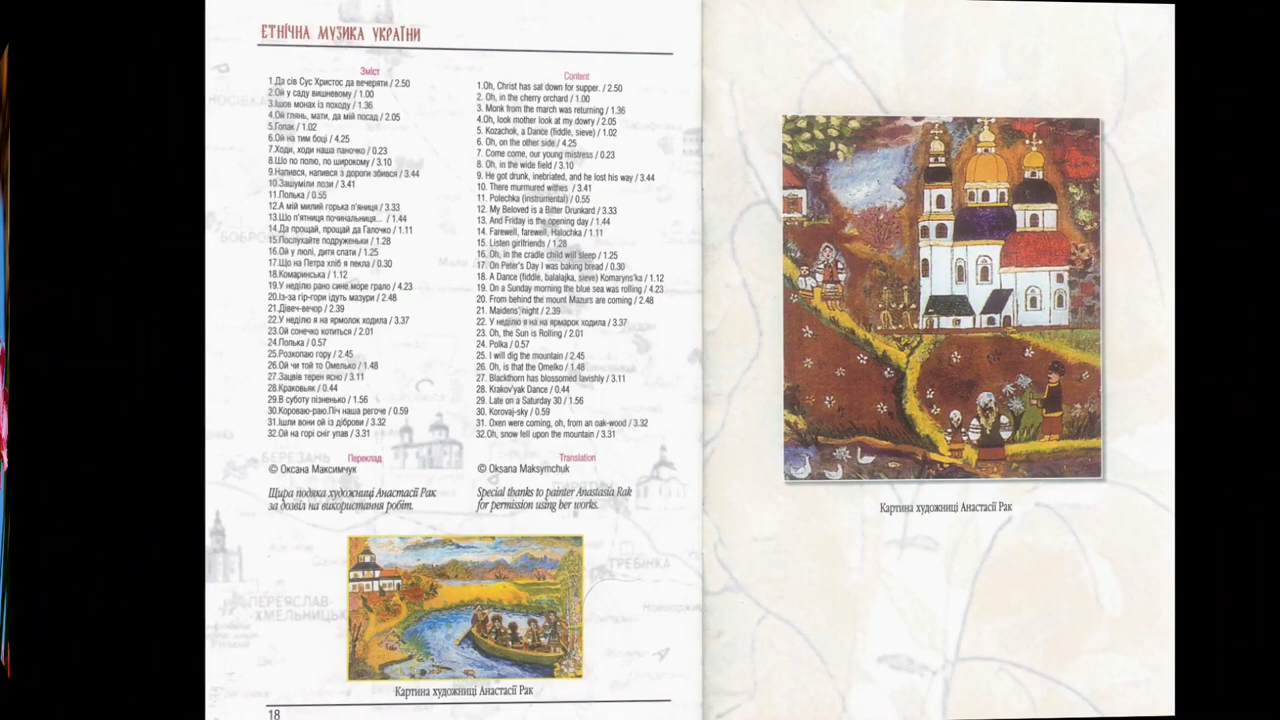 ЕТНІЧНА МУЗИКА УКРАЇНИ
Зміст
1.Да сів Сус Христос да вечеряти / 2.50
2.Ой у саду вишневому / 1.00
3.Ішов монах із походу / 1.36
4.Ой глянь, мати, да мій посад / 2.05
5.Гопак / 1.02
6.Ой на тим боці / 4.25
7.Ходи, ходи наша паночко / 0.23
8.Шо по полю, по широкому / 3.10
9.Напився, напився з дороги збився / 3.44
10.Зашуміли лози / 3.41
11.Полька / 0.55
12.А мій милий горька п'яниця / 3.33
13.Шо п'ятниця починальниця... / 1.44
14.Да прощай, прощай да Галочко / 1.11
15.Послухайте подруженьки / 1.28
16.Ой у люлі, дитя спати / 1.25
17.Що на Петра хліб я пекла / 0.30
18.Комаринська / 1.12
19.У неділю рано сине море грало / 4.23
20.Із-за гір-гори ідуть мазури / 2.48
21.Дівеч-вечор / 2.39
22.У неділю я на ярмолок ходила / 3.37
23.Ой сонечко котиться / 2.01
24.Полька / 0.57
25.Розкопаю гору / 2.45
26.Ой чи той то Омелько / 1.48
27.Зацвів терен ясно / 3.11
28.Краковьяк / 0.44
29.В суботу пізненько / 1.56
30.Короваю-раю.Піч наша регоче / 0.59
31.Ішли вони ой із діброви / 3.32
32.Ой на горі сніг упав / 3.31
Переклад
© Оксана Максимчук
Щира подяка художниці Анастасії Рак
за дозвіл на використання робіт.
Content
1.Oh, Christ has sat down for supper. / 2.50
2. Oh, in the cherry orchard / 1.00
3. Monk from the march was returning / 1.36
4.Oh, look mother look at my dowry / 2.05
5. Kozachok, a Dance (fiddle, sieve) / 1.02
6. Oh, on the other side / 4.25
7. Come come, our young mistress / 0.23
8. Oh, in the wide field / 3.10
9. He got drunk, inebriated, and he lost his way / 3.44
10. There murmured withes / 3.41
11. Polechka (instrumental) / 0.55
12. My Beloved is a Bitter Drunkard / 3.33
13. And Friday is the opening day / 1.44
14. Farewell, farewell, Halochka / 1.11
15. Listen girlfriends / 1.28
16. Oh, in the cradle child will sleep / 1.25
17. On Peter's Day I was baking bread / 0.30
18. A Dance (fiddle, balalajka, sieve) Komaryns'ka / 1.12
19. On a Sunday morning the blue sea was rolling / 4.23
20. From behind the mount Mazurs are coming / 2.48
21. Maidens' night / 2.39
22. У неділю я на на ярмарок ходила / 3.37
23. Oh, the Sun is Rolling / 2.01
24. Polka / 0.57
25. I will dig the mountain / 2.45
26. Oh, is that the Omelko / 1.48
27. Blackthorn has blossomed lavishly / 3.11
28. Krakov'yak Dance / 0.44
29. Late on a Saturday 30 / 1.56
30. Korovaj-sky / 0.59
31. Oxen were coming, oh, from an oak-wood / 3.32
32.Oh, snow fell upon the mountain / 3.31
Translation
© Oksana Maksymchuk
Special thanks to painter Anastasia Rak
for permission using her works.
БЕРЕЗАНЬ
ГРЕБІНКА
ПЕРЕЯСЛАВ
-ХМЕЛЬНИЦЬК
Картина художниці Анастасії Рак
18
Картина художниці Анастасії Рак